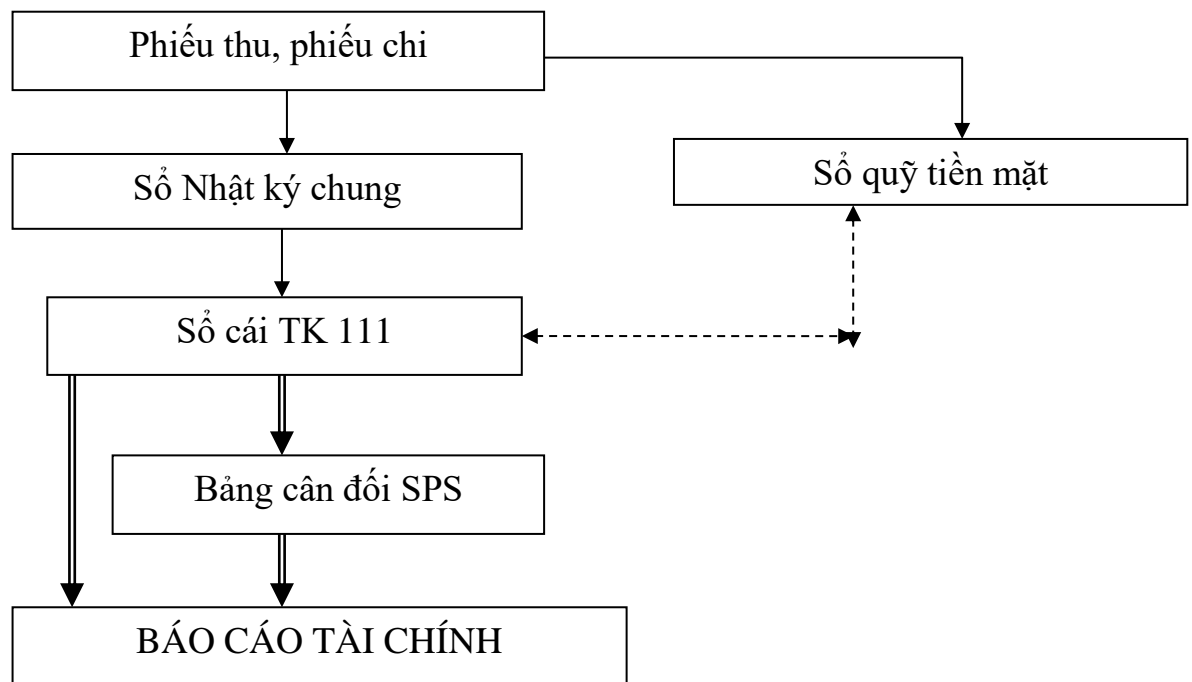 Phiếu thu, phiếu chi
Sổ Nhật ký chung
Sổ quỹ tiền mặt
Sổ cái TK 111
Bảng cân đối SPS
BÁO CÁO TÀI CHÍNH